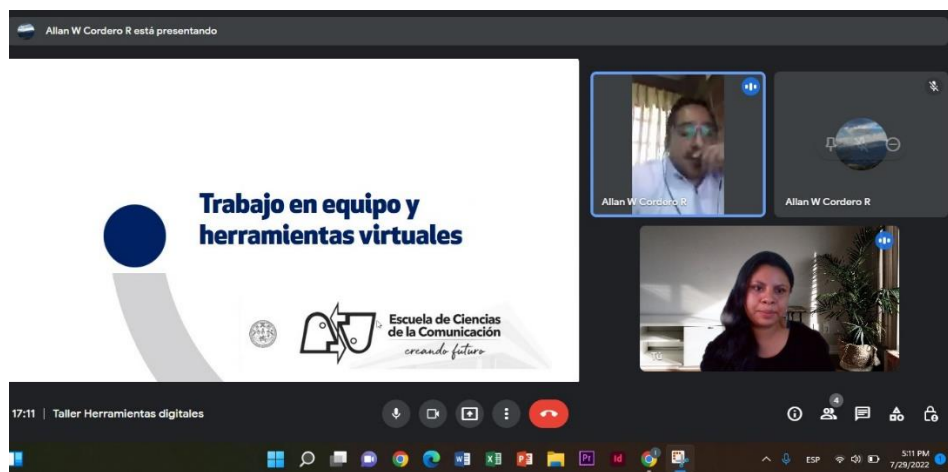 Allan W Cordero R está presentando
Trabajo en equipo y
herramientas virtuales
Escuela de Ciencias
de la Comunicación
creando futuro
Allan W Cordero R
Allan W Cordero R
Tú
17:11 | Taller Herramientas digitales
4
ESP
5:11 PM
7/29/2022